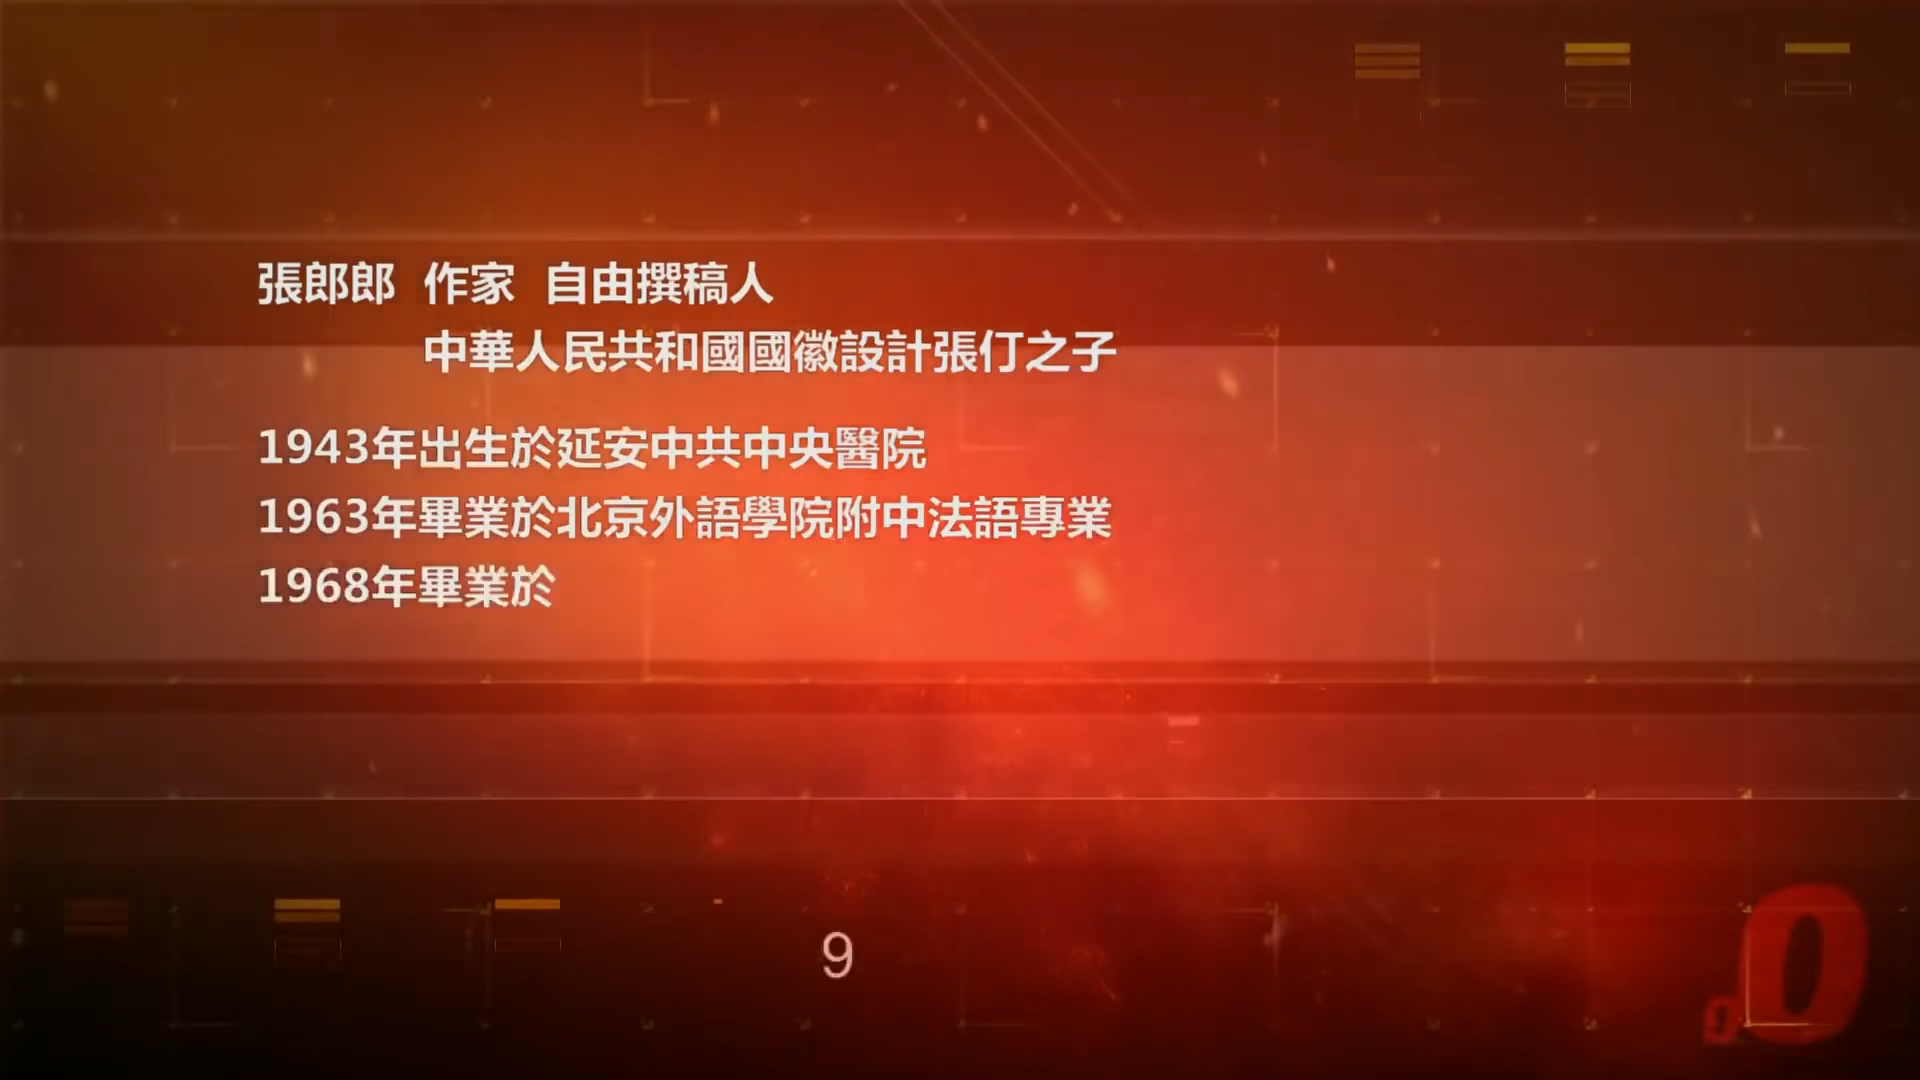 張郎郎 作家 自由撰稿人
中華人民共和國國徽設計張仃之子
1943年出生於延安中共中央醫院
1963年畢業於北京外語學院附中法語專業
1968年畢業於
9
9
0